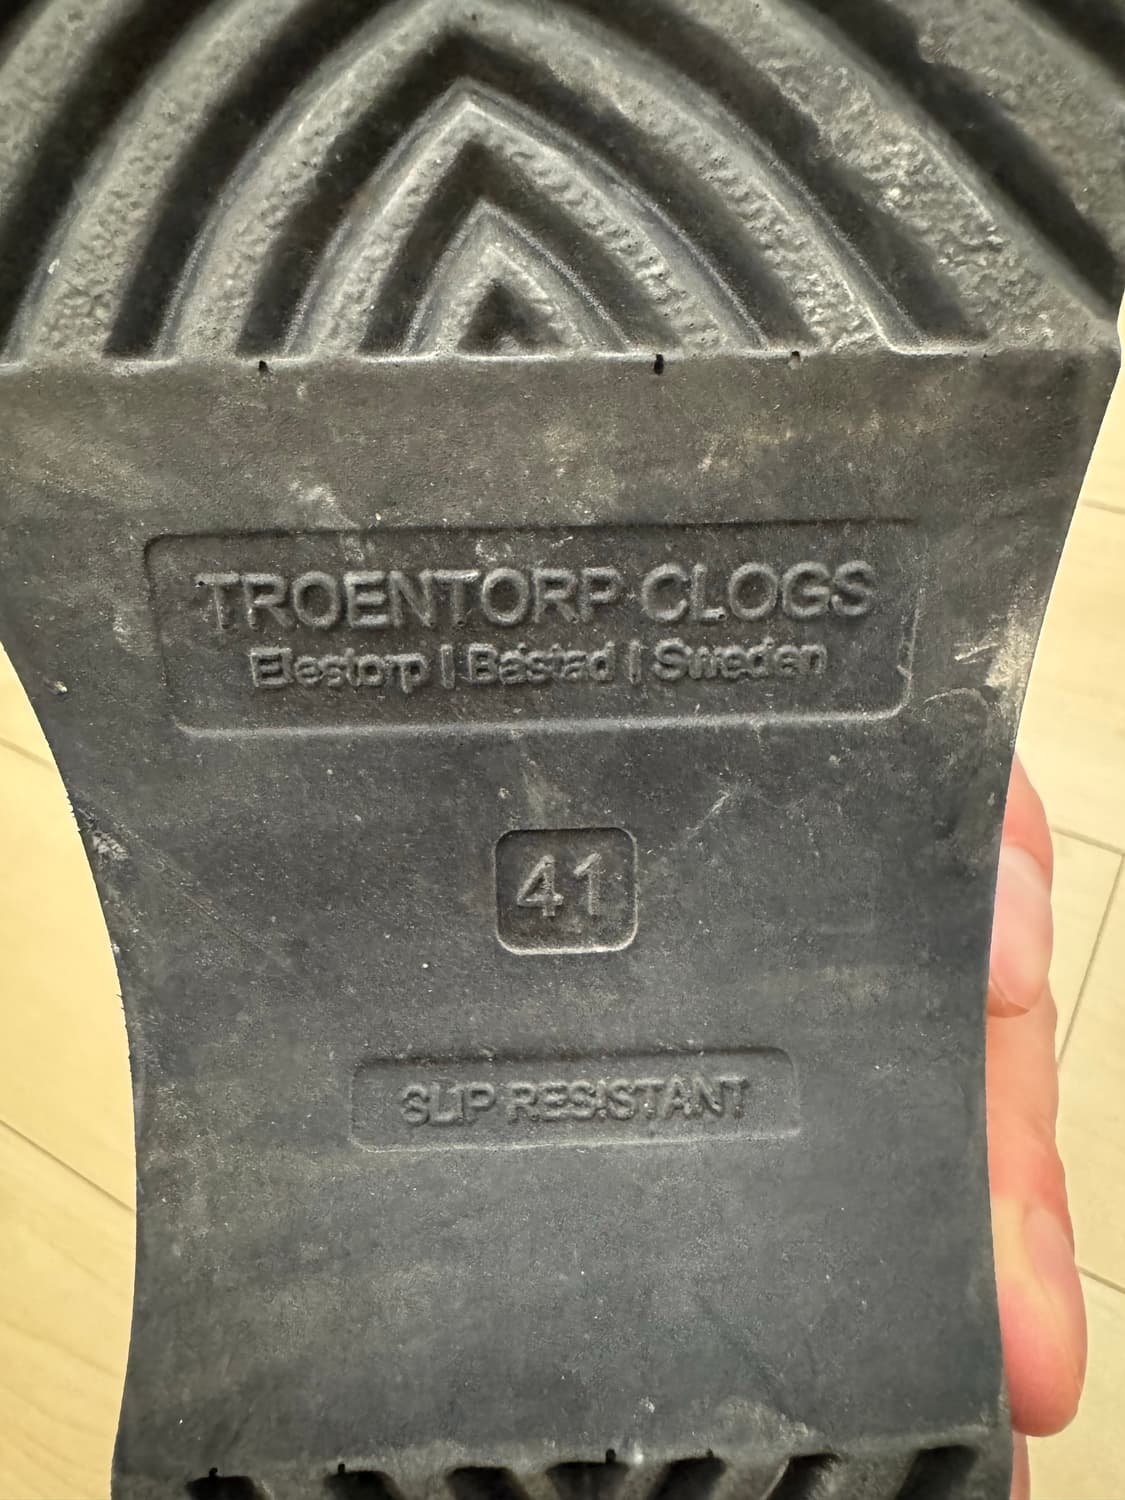 TROENTORP CLOGS
Elestorp | Båstad | Sweden
41
SLIP RESISTANT